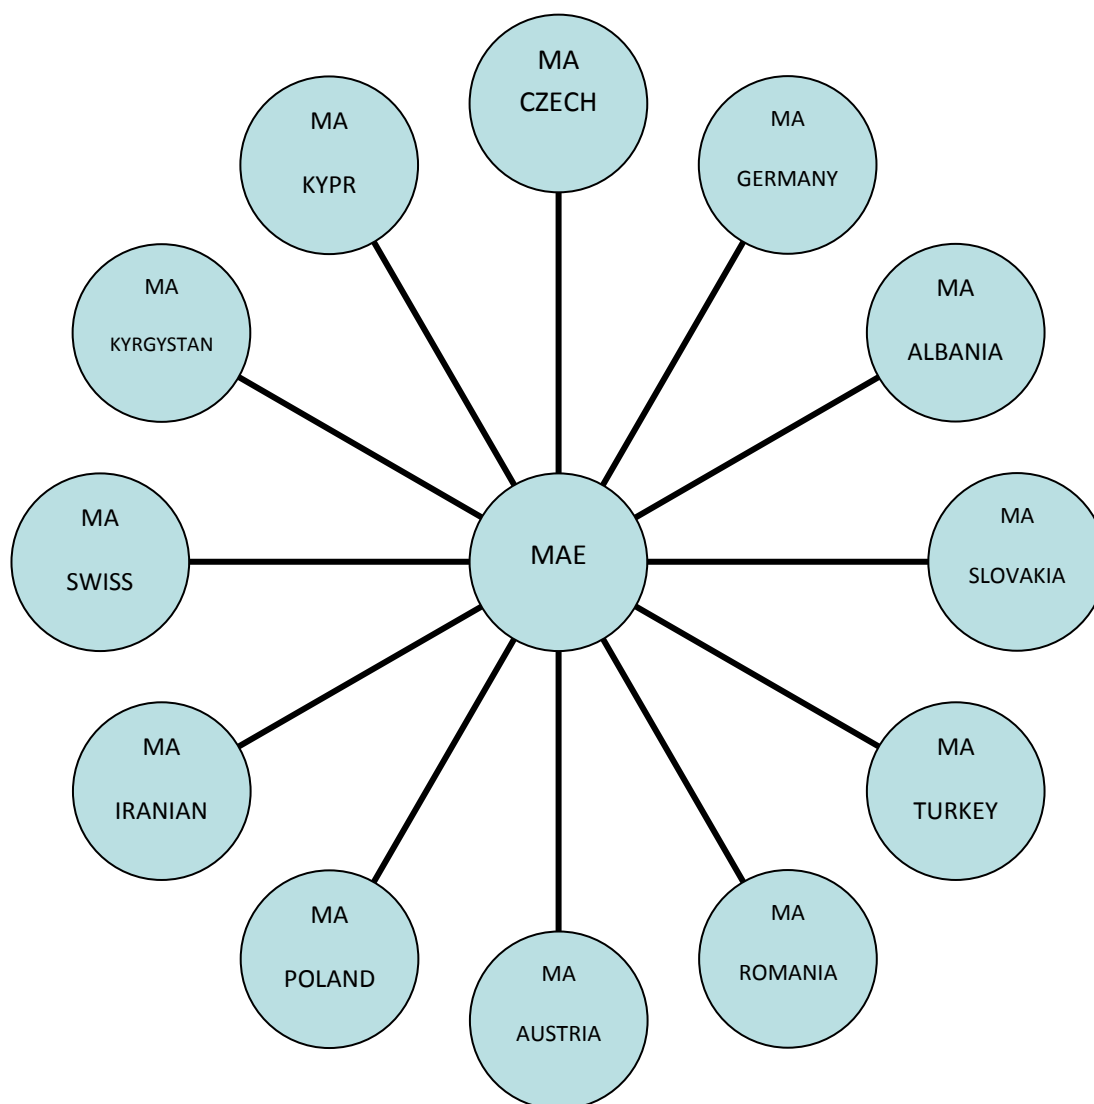 MA
CZECH
MA
GERMANY
MA
ALBANIA
MA
SLOVAKIA
MA
TURKEY
MA
ROMANIA
MA
AUSTRIA
MA
POLAND
MA
IRANIAN
MA
SWISS
MA
KYRGYSTAN
MA
KYPR
MAE